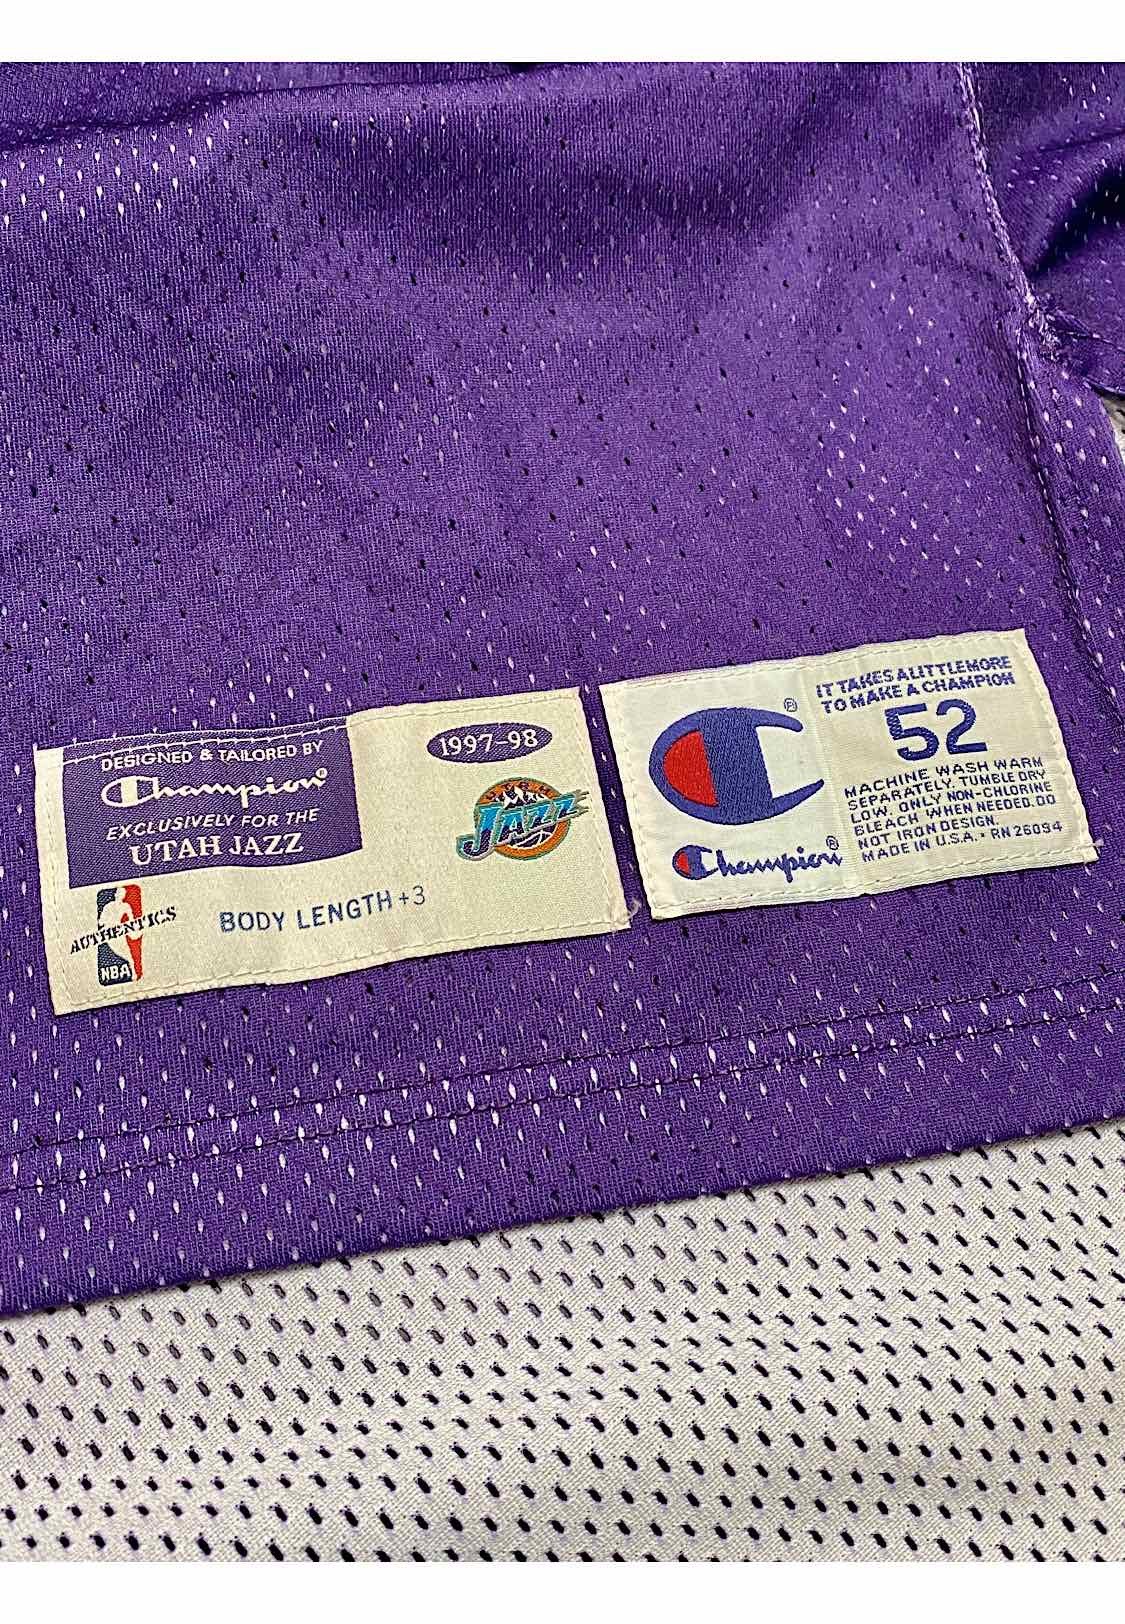 DESIGNED & TAILORED BY
Champion®
EXCLUSIVELY FOR THE
UTAH JAZZ
1997-98
UTAH
JAZZ
AUTHENTICS
NBA
BODY LENGTH +3
C®
Champion®
IT TAKES A LITTLE MORE
TO MAKE A CHAMPION
52
MACHINE WASH WARM
SEPARATELY. TUMBLE DRY
LOW. ONLY NON-CHLORINE
BLEACH WHEN NEEDED. DO
NOT IRON DESIGN.
MADE IN U.S.A. • RN 26094